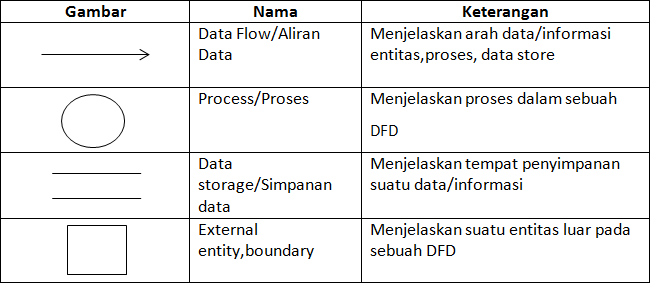 Gambar Nama Keterangan
Data Flow/Aliran Menjelaskan arah data/informasi
Data entitas,proses, data store
Process/Proses Menjelaskan proses dalam sebuah
DFD
Data Menjelaskan tempat penyimpanan
storage/Simpanan suatu data/informasi
data
External Menjelaskan suatu entitas luar pada
entity,boundary sebuah DFD